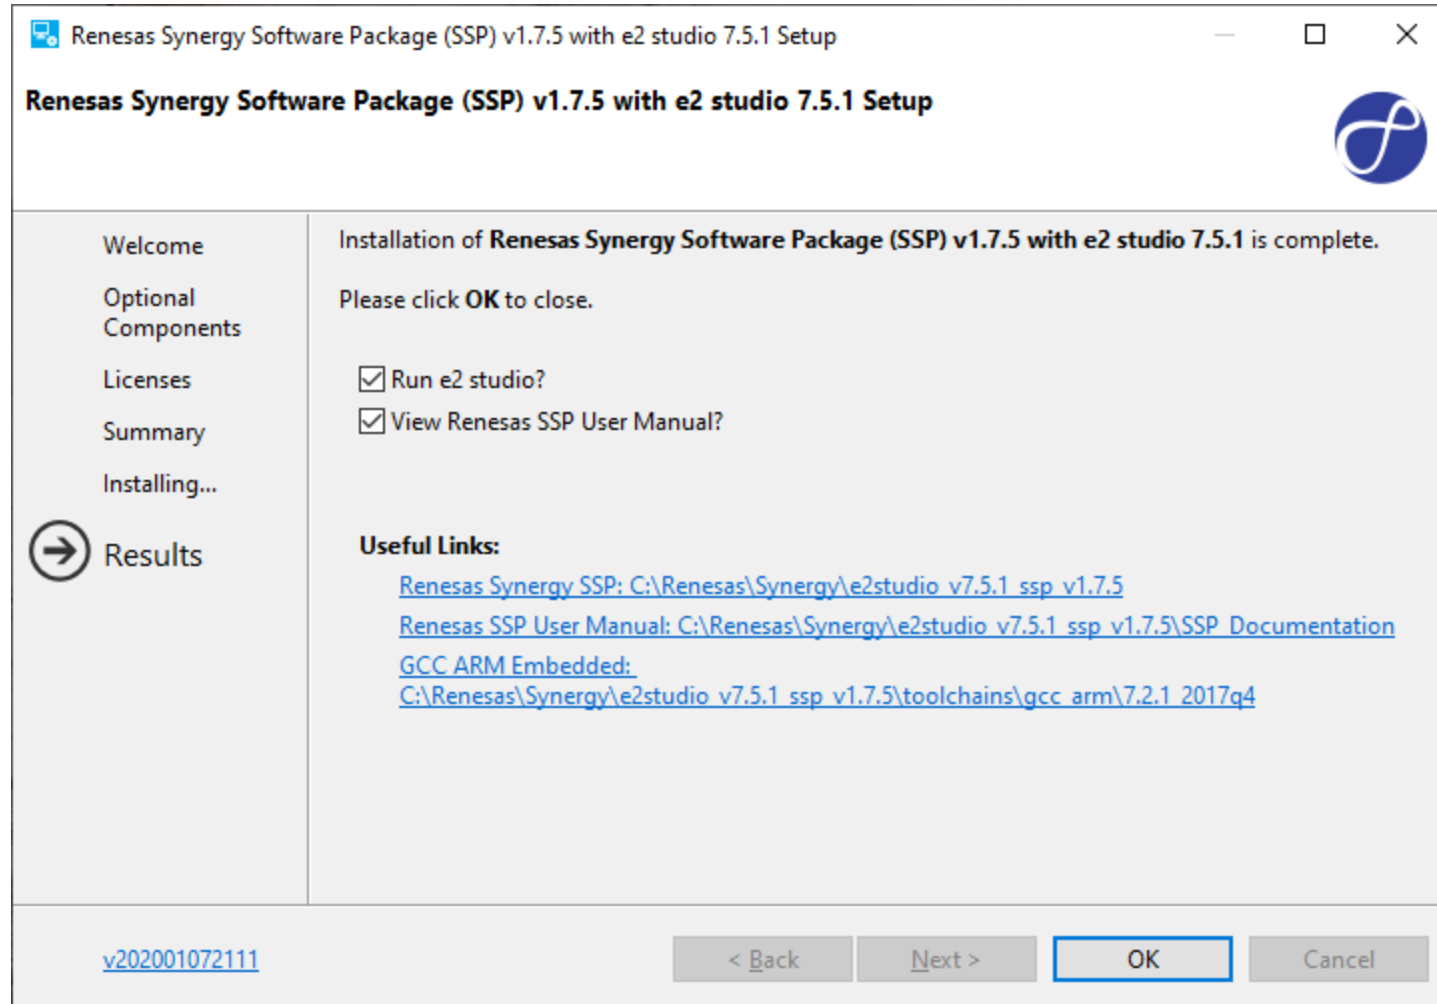 Renesas Synergy Software Package (SSP) v1.7.5 with e2 studio 7.5.1 Setup
Renesas Synergy Software Package (SSP) v1.7.5 with e2 studio 7.5.1 Setup
Welcome
Optional
Components
Licenses
Summary
Installing...
Results
Installation of Renesas Synergy Software Package (SSP) v1.7.5 with e2 studio 7.5.1 is complete.
Please click OK to close.
Run e2 studio?
View Renesas SSP User Manual?
Useful Links:
Renesas Synergy SSP: C:\Renesas\Synergy\e2studio_v7.5.1_ssp_v1.7.5
Renesas SSP User Manual: C:\Renesas\Synergy\e2studio_v7.5.1_ssp_v1.7.5\SSP_Documentation
GCC ARM Embedded:
C:\Renesas\Synergy\e2studio_v7.5.1_ssp_v1.7.5\toolchains\gcc_arm\7.2.1_2017q4
v202001072111
< Back
Next >
OK
Cancel